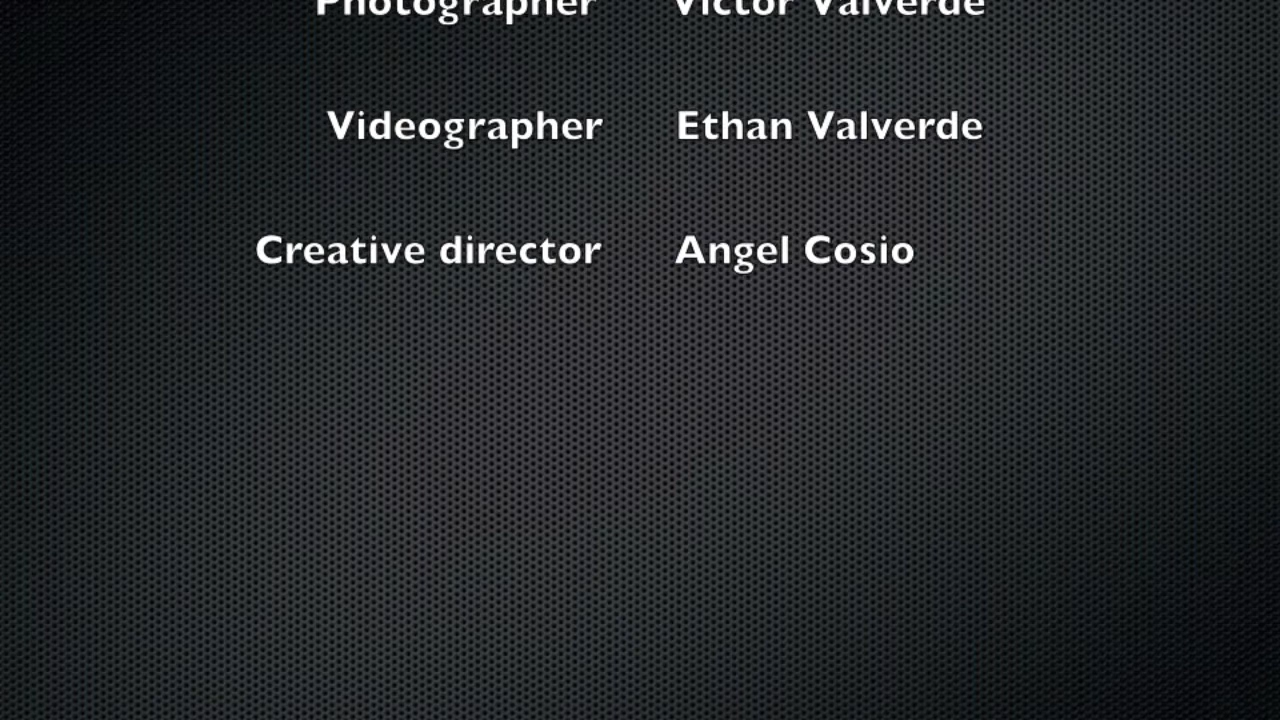 Photographer Victor Valverde
Videographer Ethan Valverde
Creative director Angel Cosio